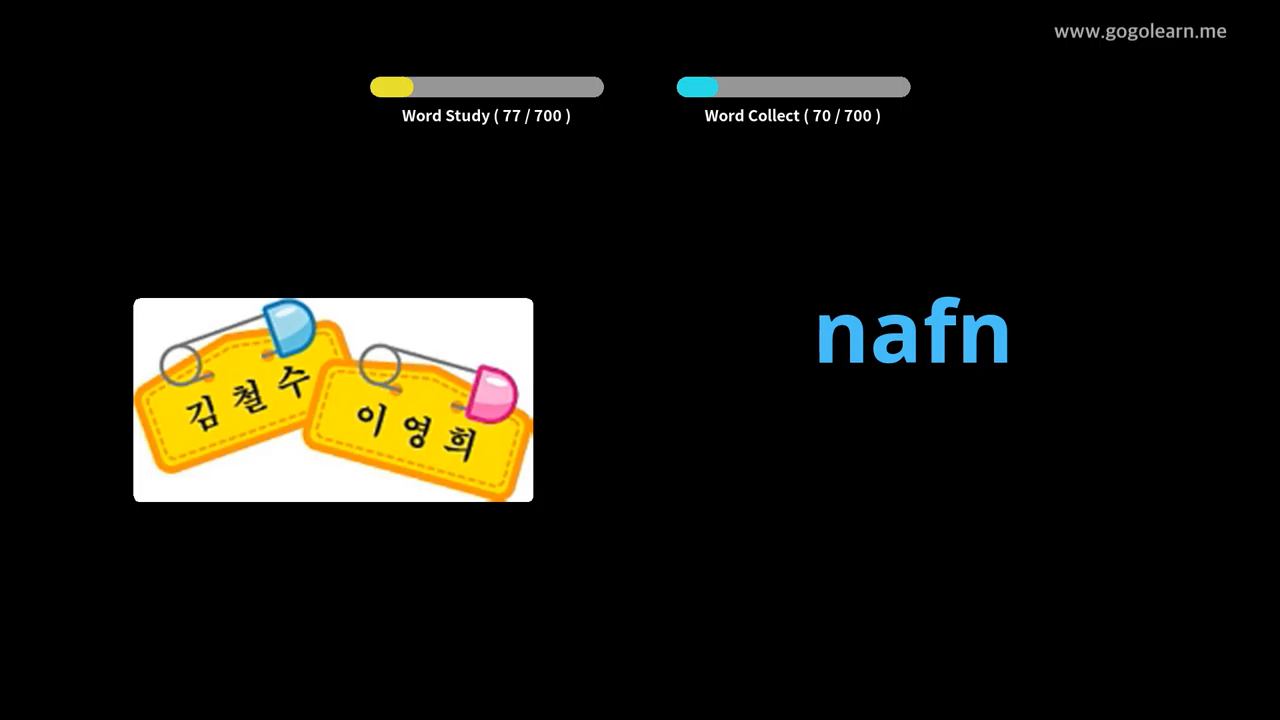 www.gogolearn.me
Word Study ( 77 / 700 )
Word Collect ( 70 / 700 )
김철수
이영희
nafn